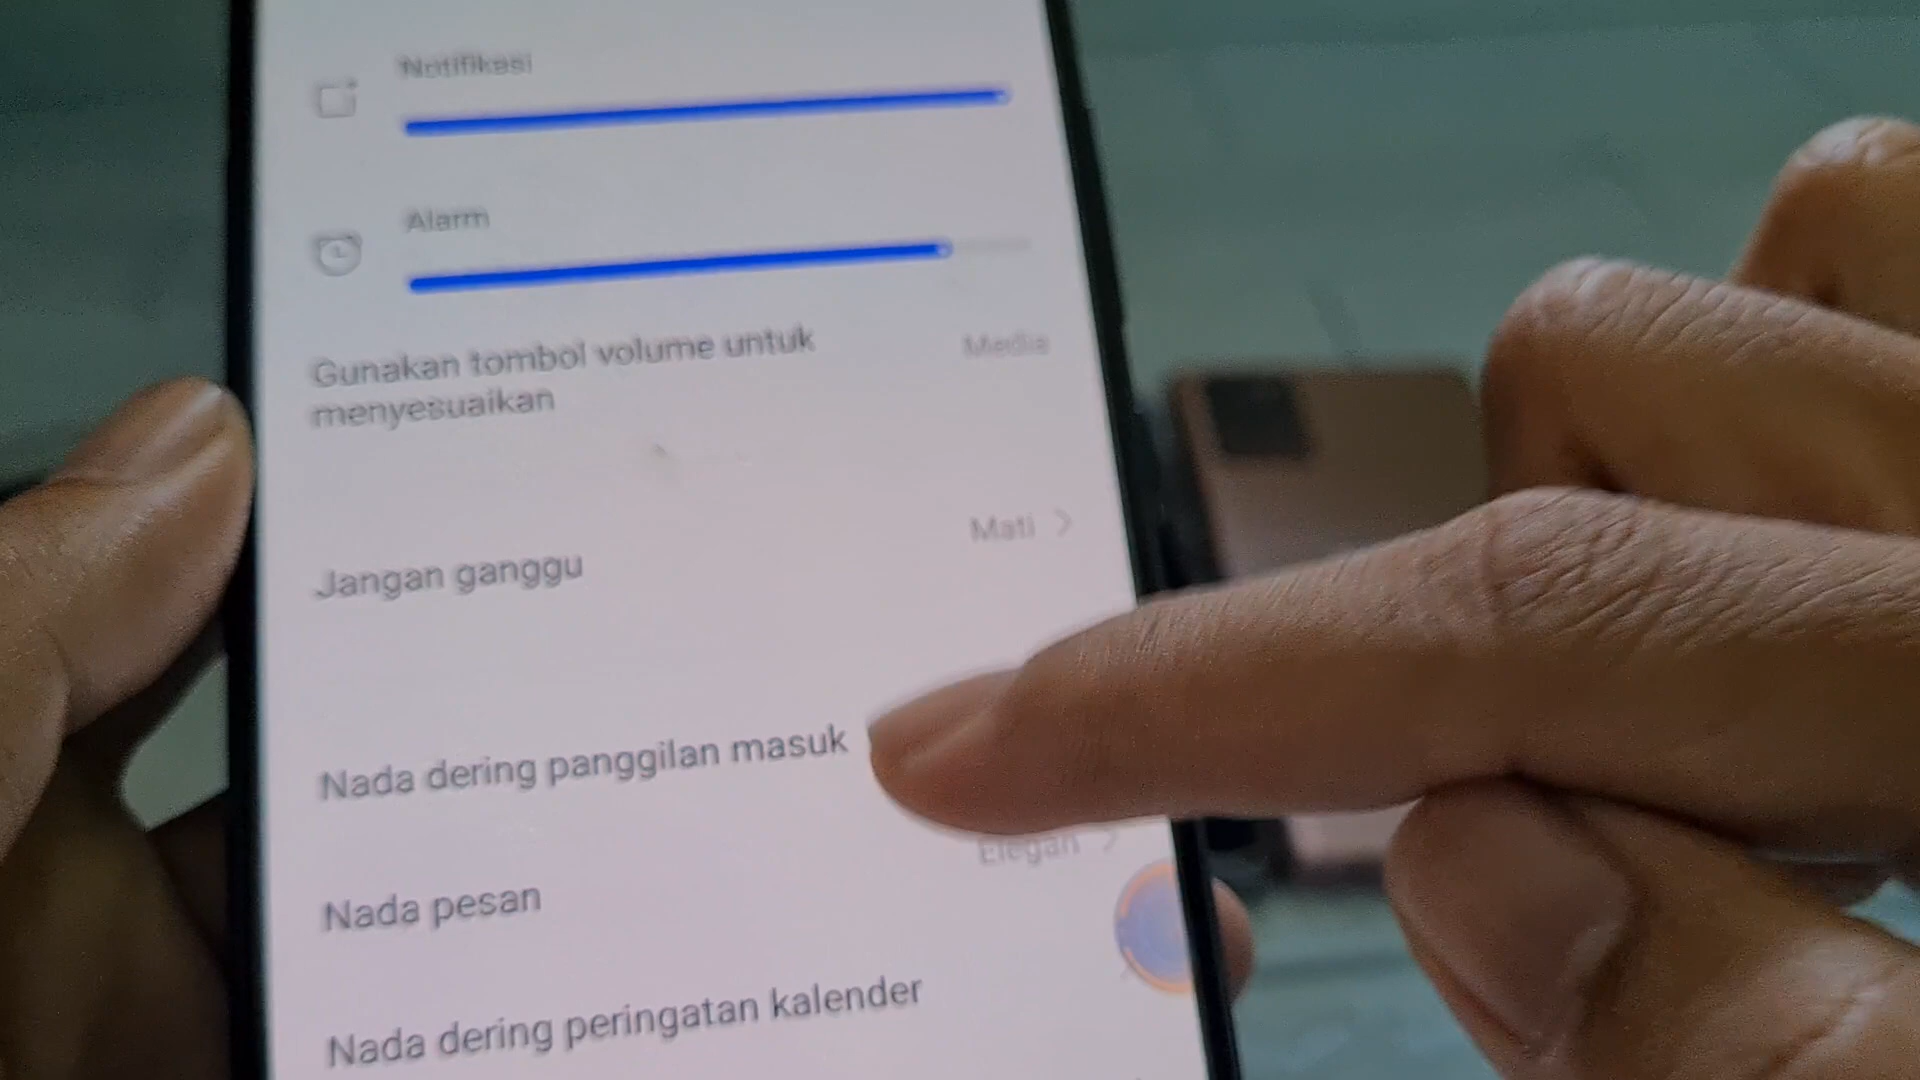 Notifikasi
Alarm
Gunakan tombol volume untuk
menyesuaikan
Media
Jangan ganggu
Mati
Nada dering panggilan masuk
Nada pesan
Elegan
Nada dering peringatan kalender